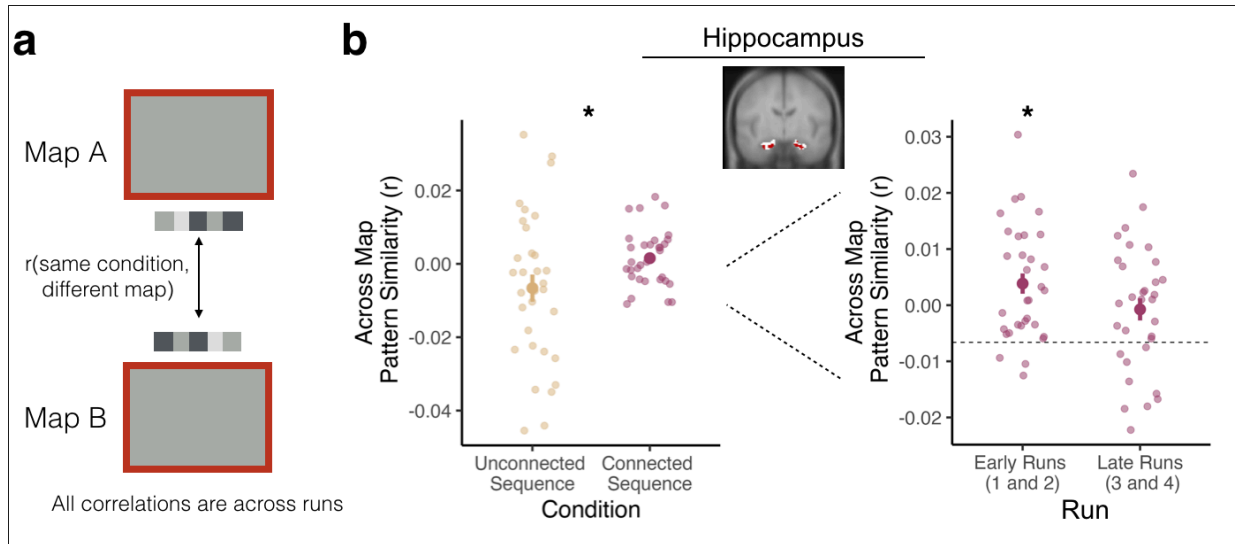 a
Map A
r(same condition,
different map)
Map B
All correlations are across runs
b
Hippocampus
*
Across Map
Pattern Similarity (r)
0.02
0.00
-0.02
-0.04
Unconnected
Sequence
Connected
Sequence
Condition
*
Across Map
Pattern Similarity (r)
0.03
0.02
0.01
0.00
-0.01
-0.02
Early Runs
(1 and 2)
Late Runs
(3 and 4)
Run